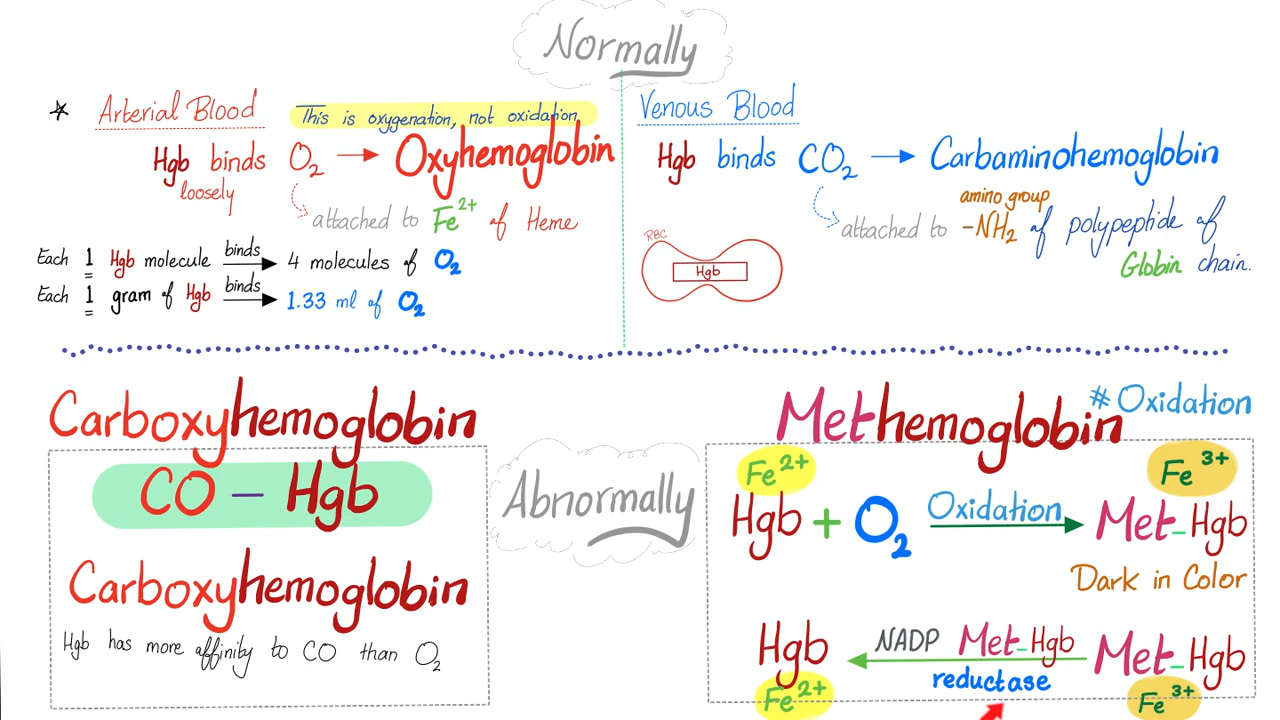 Normally
* Arterial Blood
This is oxygenation, not oxidation
Hgb binds O₂ → Oxyhemoglobin
loosely
attached to Fe²⁺ of Heme
Each 1 Hgb molecule binds → 4 molecules of O₂
Each 1 gram of Hgb binds → 1.33 ml of O₂
Venous Blood
Hgb binds CO₂ → Carbaminohemoglobin
amino group
attached to -NH₂ of polypeptide of
Globin chain.
RBC
Hgb
Abnormally
Carboxyhemoglobin
CO — Hgb
Carboxyhemoglobin
Hgb has more affinity to CO than O₂
Methemoglobin #Oxidation
Fe²⁺ Fe³⁺
Hgb + O₂ Oxidation → Met-Hgb
Dark in Color
Hgb ← NADP Met-Hgb Met-Hgb
reductase
Fe²⁺ Fe³⁺